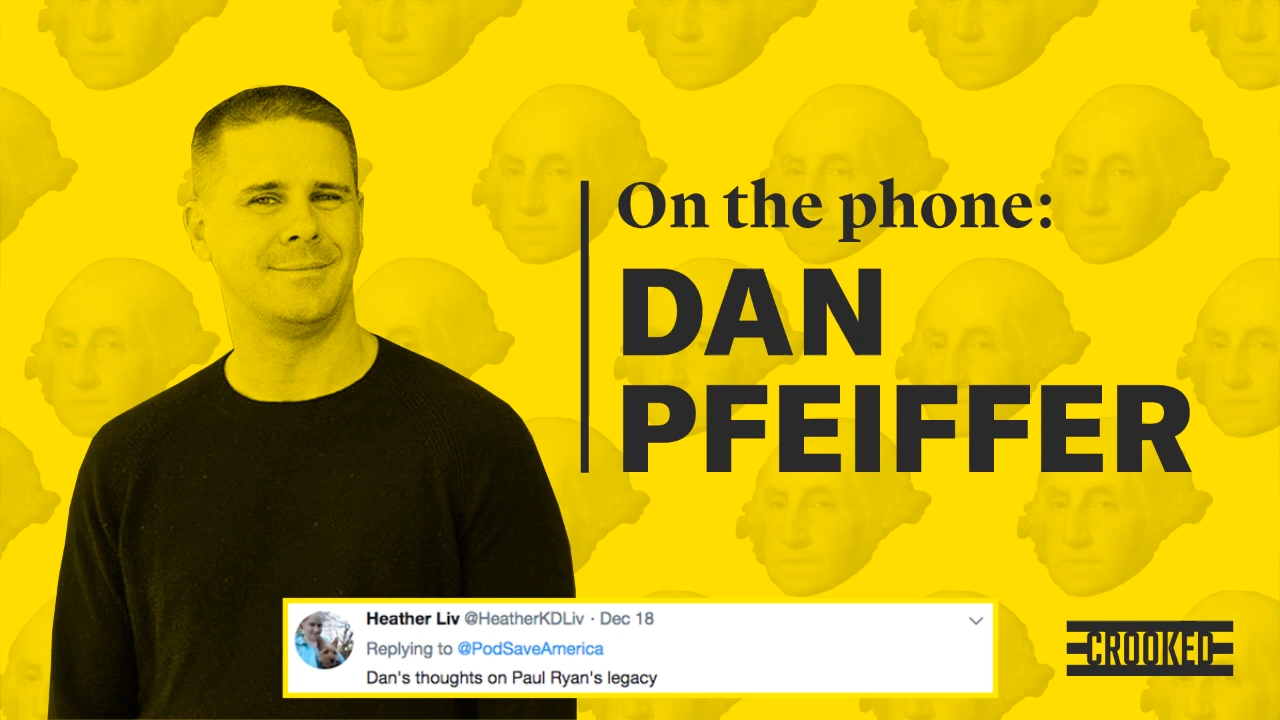 On the phone:
DAN
PFEIFFER
Heather Liv @HeatherKDLiv · Dec 18
Replying to @PodSaveAmerica
Dan's thoughts on Paul Ryan's legacy
CROOKED